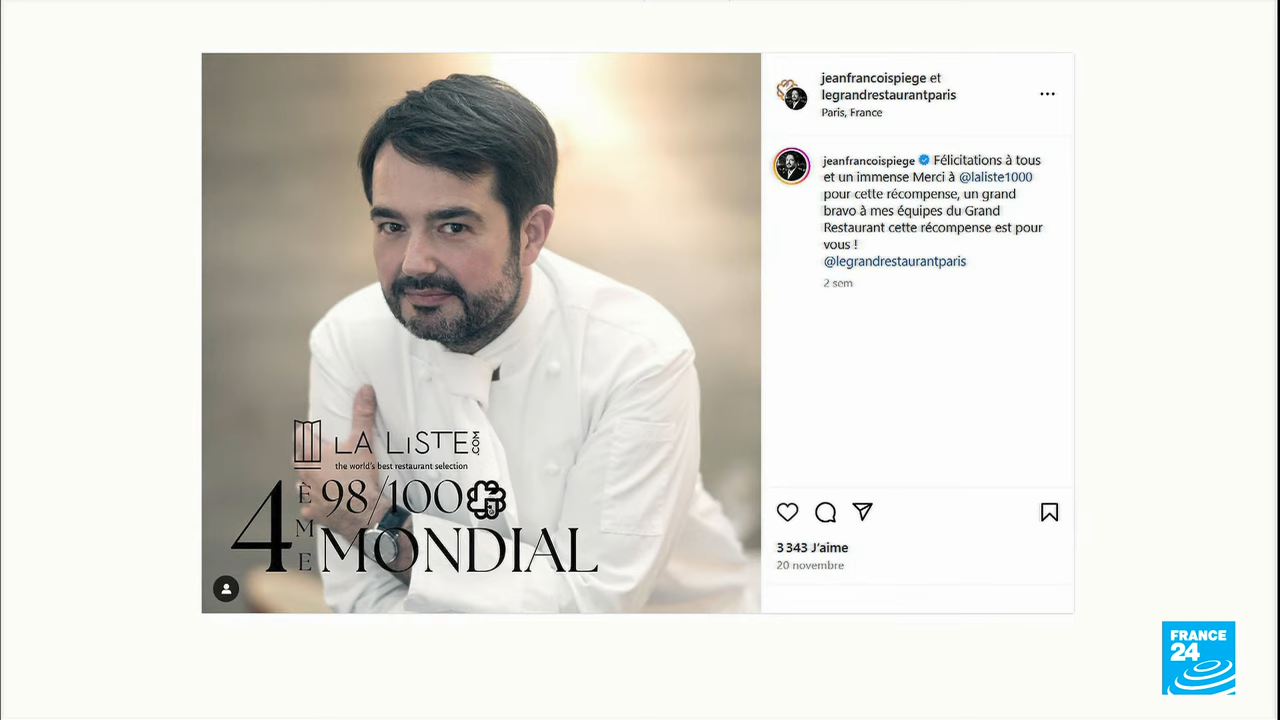 jeanfrancoispiege et
legrandrestaurantparis
Paris, France
jeanfrancoispiege Félicitations à tous
et un immense Merci à @laliste1000
pour cette récompense, un grand
bravo à mes équipes du Grand
Restaurant cette récompense est pour
vous !
@legrandrestaurantparis
2 sem
LA LiSTE.COM
the world's best restaurant selection
4ÈME 98/100
MONDIAL
3 343 J'aime
20 novembre
FRANCE
24